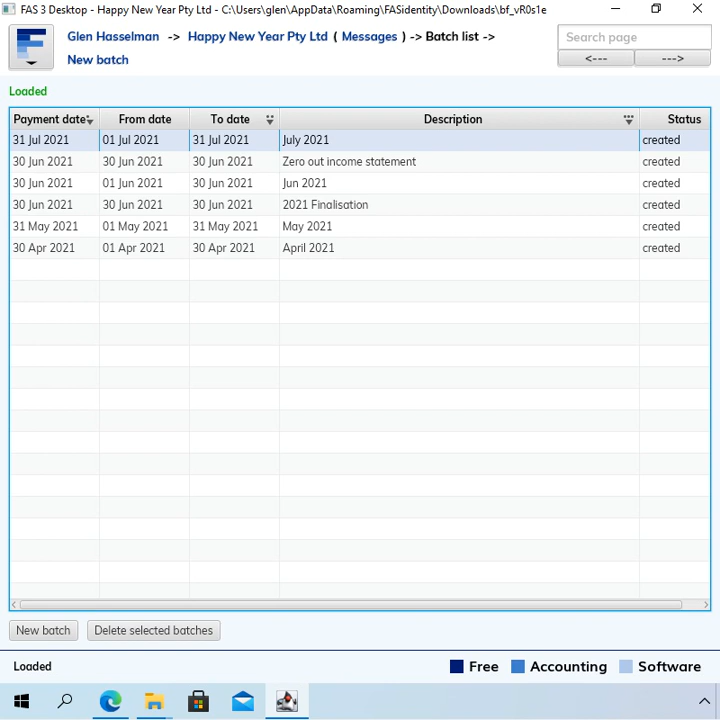 FAS 3 Desktop - Happy New Year Pty Ltd - C:\Users\glen\AppData\Roaming\FASidentity\Downloads\bf_vR0s1e
Glen Hasselman -> Happy New Year Pty Ltd ( Messages ) -> Batch list ->
New batch
Search page
<--- --->
Loaded
Payment date From date To date Description Status
31 Jul 2021 01 Jul 2021 31 Jul 2021 July 2021 created
30 Jun 2021 30 Jun 2021 30 Jun 2021 Zero out income statement created
30 Jun 2021 01 Jun 2021 30 Jun 2021 Jun 2021 created
30 Jun 2021 30 Jun 2021 30 Jun 2021 2021 Finalisation created
31 May 2021 01 May 2021 31 May 2021 May 2021 created
30 Apr 2021 01 Apr 2021 30 Apr 2021 April 2021 created
New batch Delete selected batches
Loaded Free Accounting Software